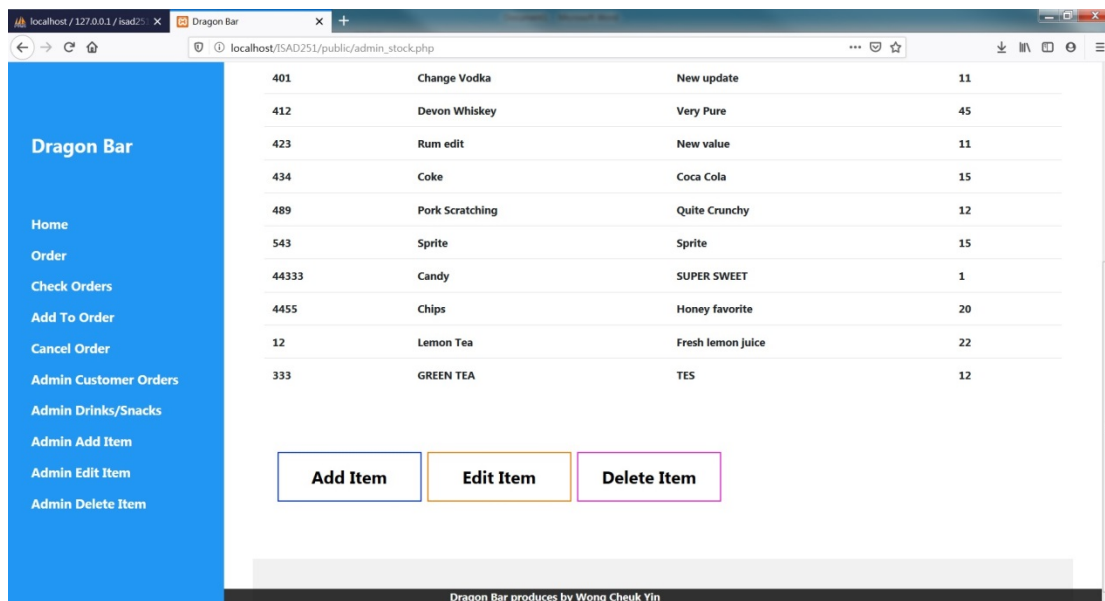 localhost / 127.0.0.1 / isad25
Dragon Bar
localhost/ISAD251/public/admin_stock.php
Dragon Bar
Home
Order
Check Orders
Add To Order
Cancel Order
Admin Customer Orders
Admin Drinks/Snacks
Admin Add Item
Admin Edit Item
Admin Delete Item
401 Change Vodka New update 11
412 Devon Whiskey Very Pure 45
423 Rum edit New value 11
434 Coke Coca Cola 15
489 Pork Scratching Quite Crunchy 12
543 Sprite Sprite 15
44333 Candy SUPER SWEET 1
4455 Chips Honey favorite 20
12 Lemon Tea Fresh lemon juice 22
333 GREEN TEA TES 12
Add Item Edit Item Delete Item
Dragon Bar produces by Wong Cheuk Yin